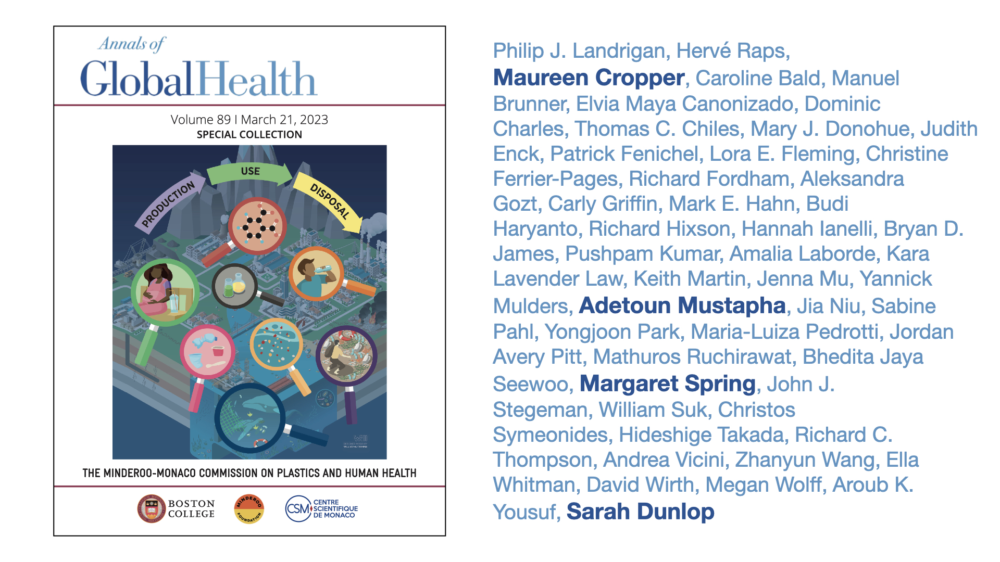 Annals of
GlobalHealth
Volume 89 I March 21, 2023
SPECIAL COLLECTION
PRODUCTION
USE
DISPOSAL
THE MINDEROO-MONACO COMMISSION ON PLASTICS AND HUMAN HEALTH
BOSTON
COLLEGE
MINDEROO
FOUNDATION
CSM
CENTRE
SCIENTIFIQUE
DE MONACO
Philip J. Landrigan, Hervé Raps,
Maureen Cropper, Caroline Bald, Manuel
Brunner, Elvia Maya Canonizado, Dominic
Charles, Thomas C. Chiles, Mary J. Donohue, Judith
Enck, Patrick Fenichel, Lora E. Fleming, Christine
Ferrier-Pages, Richard Fordham, Aleksandra
Gozt, Carly Griffin, Mark E. Hahn, Budi
Haryanto, Richard Hixson, Hannah Ianelli, Bryan D.
James, Pushpam Kumar, Amalia Laborde, Kara
Lavender Law, Keith Martin, Jenna Mu, Yannick
Mulders, Adetoun Mustapha, Jia Niu, Sabine
Pahl, Yongjoon Park, Maria-Luiza Pedrotti, Jordan
Avery Pitt, Mathuros Ruchirawat, Bhedita Jaya
Seewoo, Margaret Spring, John J.
Stegeman, William Suk, Christos
Symeonides, Hideshige Takada, Richard C.
Thompson, Andrea Vicini, Zhanyun Wang, Ella
Whitman, David Wirth, Megan Wolff, Aroub K.
Yousuf, Sarah Dunlop